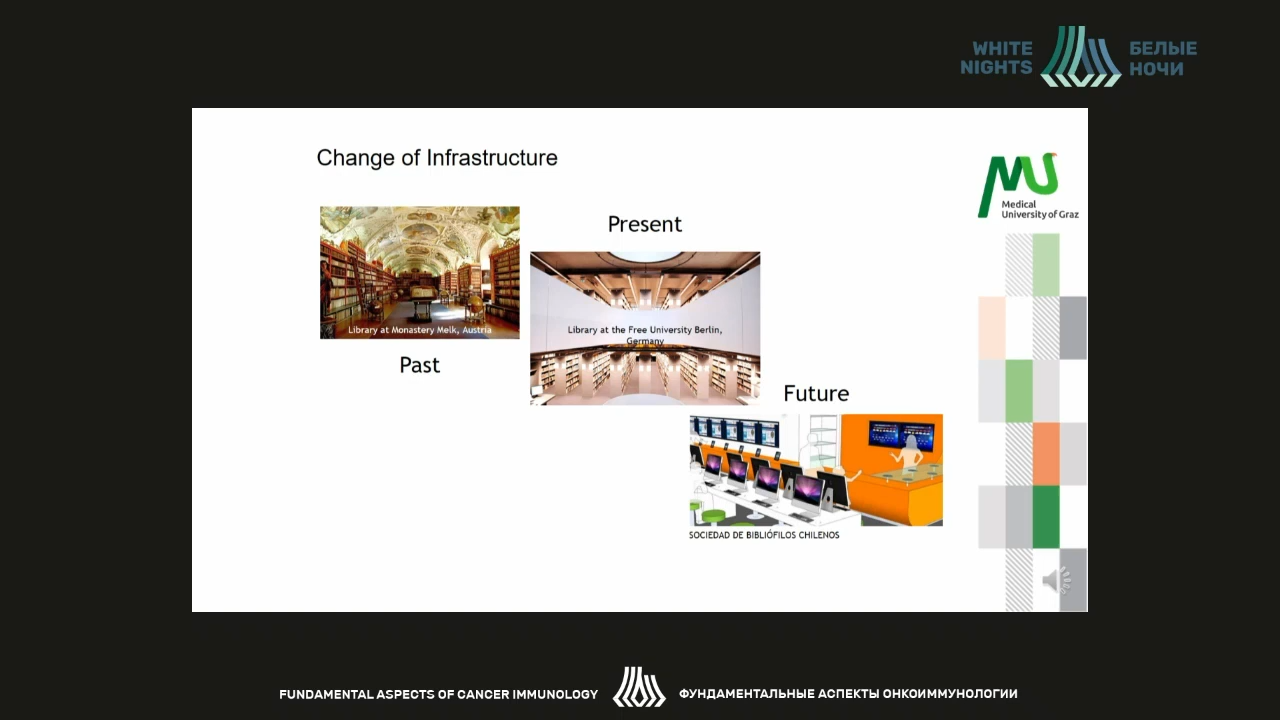 WHITE
NIGHTS
БЕЛЫЕ
НОЧИ
Change of Infrastructure
Medical
University of Graz
Present
Library at Monastery Melk, Austria
Library at the Free University Berlin,
Germany
Past
Future
SOCIEDAD DE BIBLIÓFILOS CHILENOS
FUNDAMENTAL ASPECTS OF CANCER IMMUNOLOGY
ФУНДАМЕНТАЛЬНЫЕ АСПЕКТЫ ОНКОИММУНОЛОГИИ